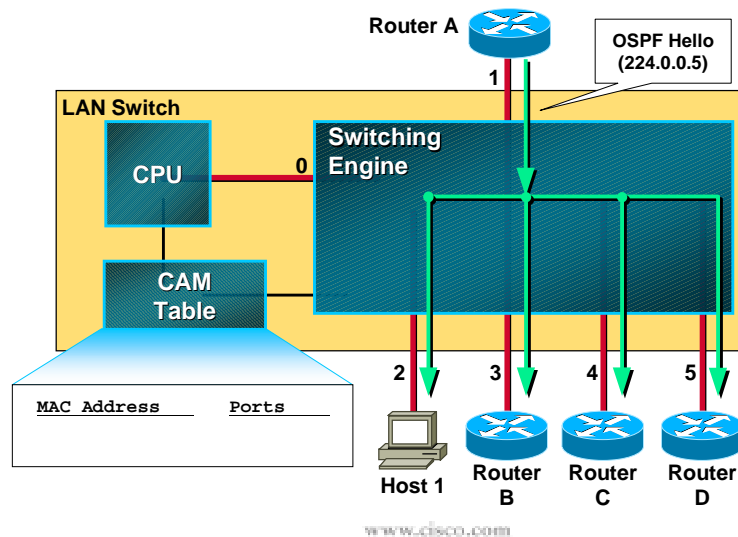 Router A
OSPF Hello
(224.0.0.5)
1
LAN Switch
Switching
Engine
CPU
0
CAM
Table
2
3
4
5
MAC Address
Ports
Host 1
Router
B
Router
C
Router
D
www.cisco.com